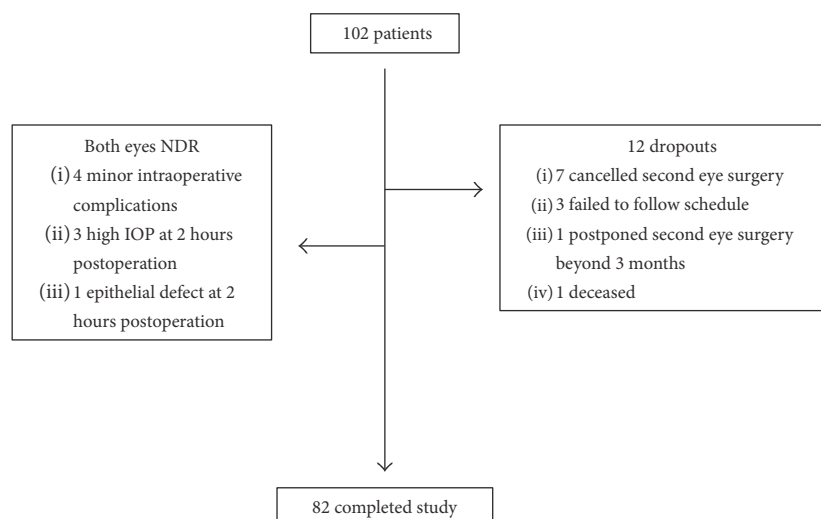 102 patients
Both eyes NDR
(i) 4 minor intraoperative
complications
(ii) 3 high IOP at 2 hours
postoperation
(iii) 1 epithelial defect at 2
hours postoperation
12 dropouts
(i) 7 cancelled second eye surgery
(ii) 3 failed to follow schedule
(iii) 1 postponed second eye surgery
beyond 3 months
(iv) 1 deceased
82 completed study